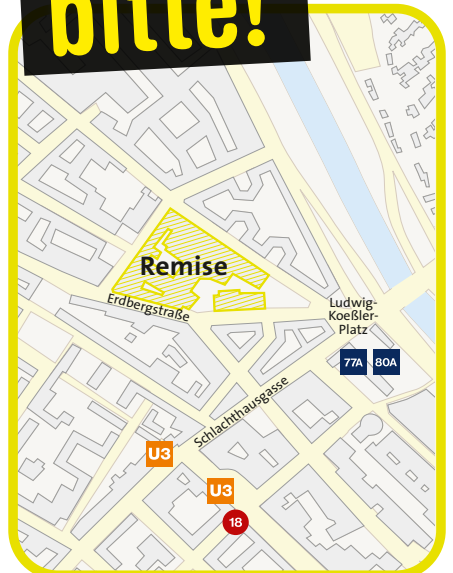 bitte!
Remise
Erdbergstraße
Ludwig-
Koeßler-
Platz
77A 80A
Schlachthausgasse
U3
U3
18